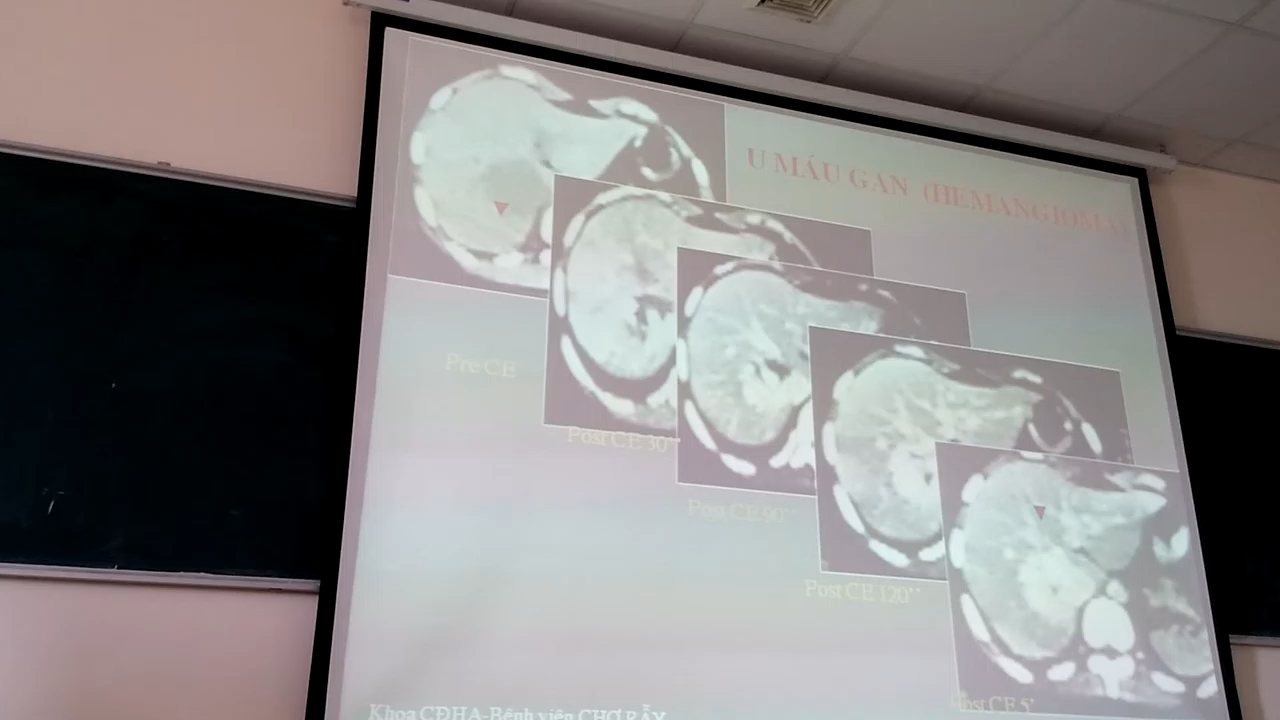 U MÁU GAN (HEMANGIOMA)
Pre CE
Post CE 30''
Post CE 90''
Post CE 120''
Post CE 5'
Khoa CĐHA-Bệnh viện CHỢ RẪY